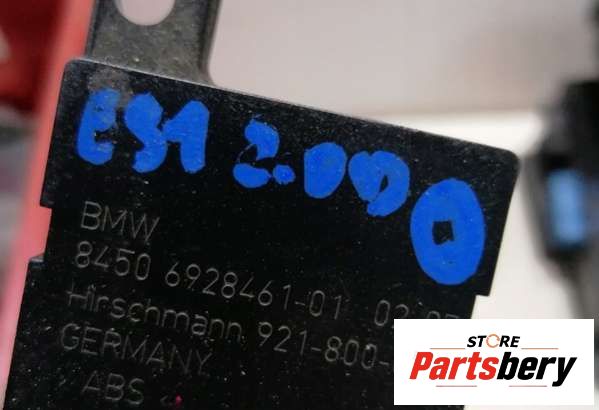 E91 2.0D D
BMW
8450 6928461-01
Hirschmann 921-800-
GERMANY
ABS
STORE
Partsbery